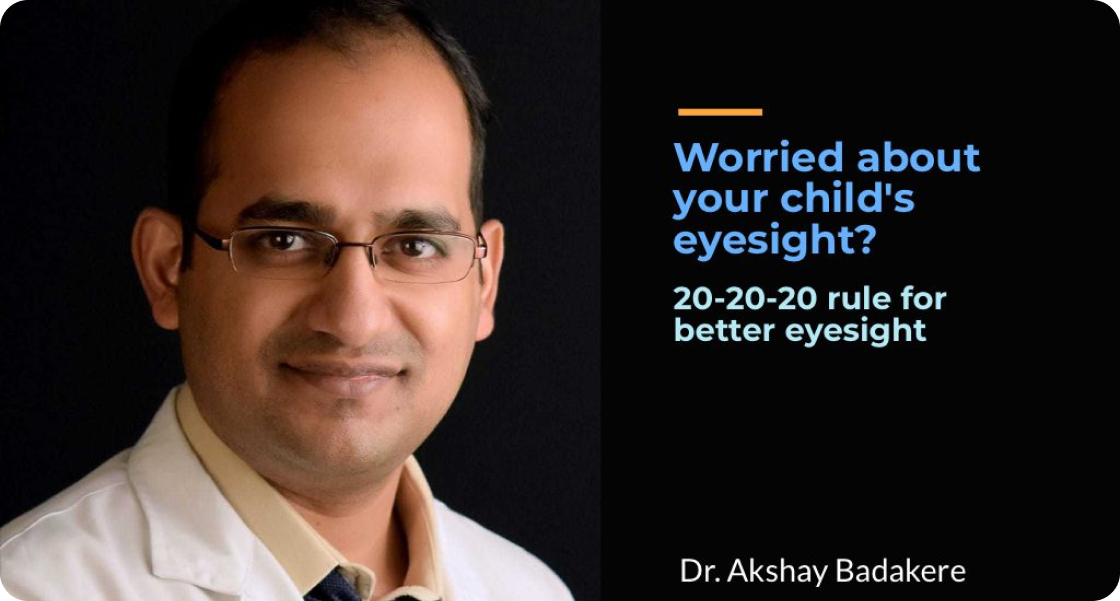 Worried about
your child's
eyesight?
20-20-20 rule for
better eyesight
Dr. Akshay Badakere